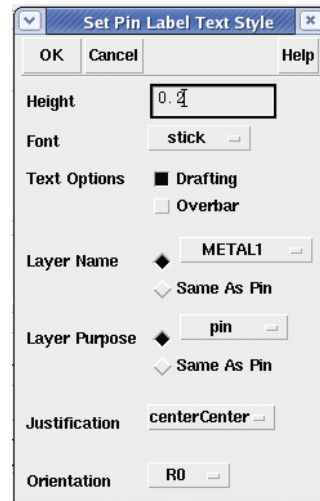 Set Pin Label Text Style
OK Cancel Help
Height 0.2
Font stick
Text Options Drafting
Overbar
Layer Name METAL1
Same As Pin
Layer Purpose pin
Same As Pin
Justification centerCenter
Orientation R0